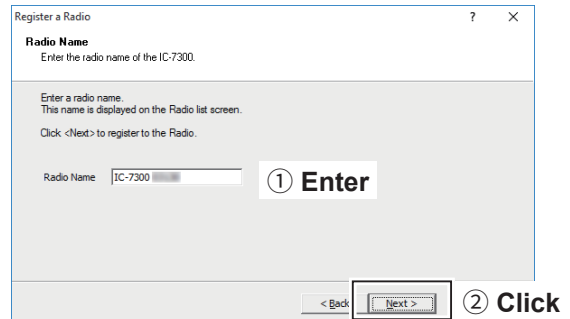 Register a Radio ? ×
Radio Name
Enter the radio name of the IC-7300.
Enter a radio name.
This name is displayed on the Radio list screen.
Click <Next> to register to the Radio.
Radio Name IC-7300
① Enter
< Back Next >
② Click